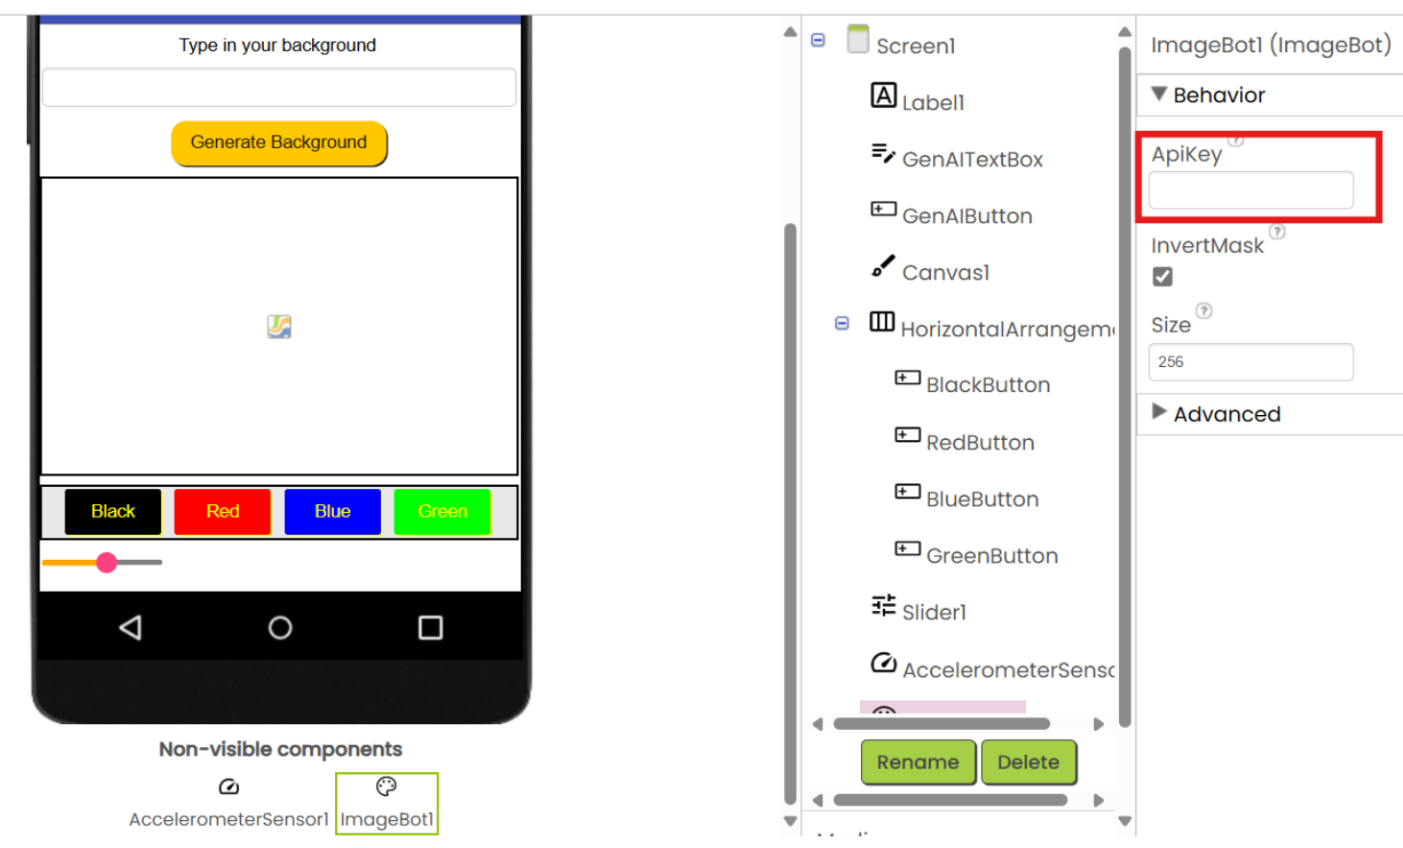 Type in your background
Generate Background
Black
Red
Blue
Green
Non-visible components
AccelerometerSensor1
ImageBot1
Screen1
Label1
GenAITextBox
GenAIButton
Canvas1
HorizontalArrangem
BlackButton
RedButton
BlueButton
GreenButton
Slider1
AccelerometerSenso
Rename
Delete
ImageBot1 (ImageBot)
Behavior
ApiKey ?
InvertMask ?
Size ?
256
Advanced